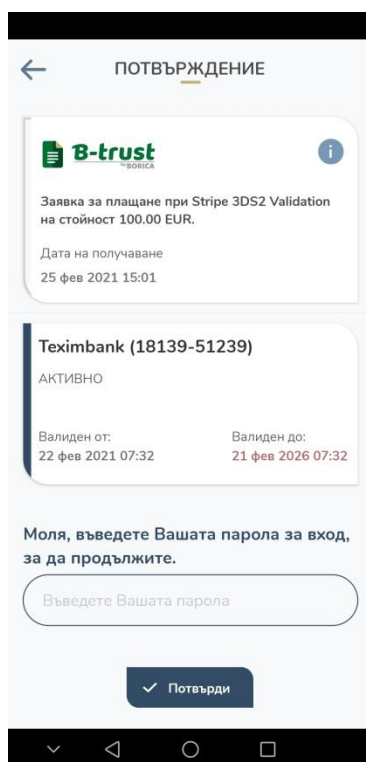 ПОТВЪРЖДЕНИЕ
B-trust
by BORICA
i
Заявка за плащане при Stripe 3DS2 Validation
на стойност 100.00 EUR.
Дата на получаване
25 фев 2021 15:01
Teximbank (18139-51239)
АКТИВНО
Валиден от: Валиден до:
22 фев 2021 07:32 21 фев 2026 07:32
Моля, въведете Вашата парола за вход,
за да продължите.
Въведете Вашата парола
Потвърди